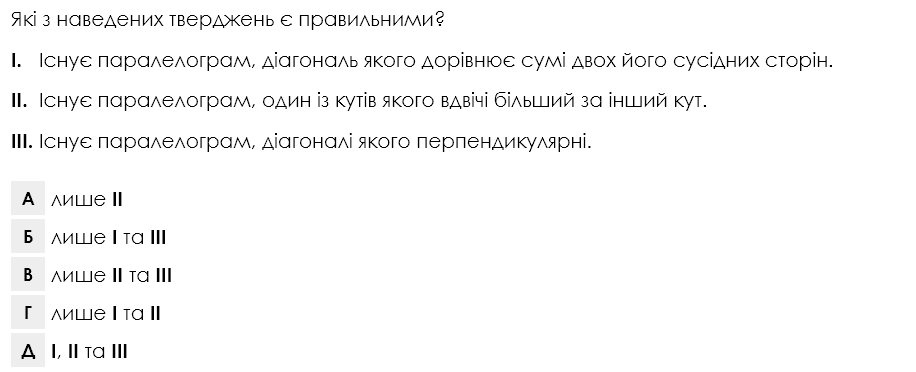 Які з наведених тверджень є правильними?
I. Існує паралелограм, діагональ якого дорівнює сумі двох його сусідних сторін.
II. Існує паралелограм, один із кутів якого вдвічі більший за інший кут.
III. Існує паралелограм, діагоналі якого перпендикулярні.
А лише II
Б лише I та III
В лише II та III
Г лише I та II
Д I, II та III